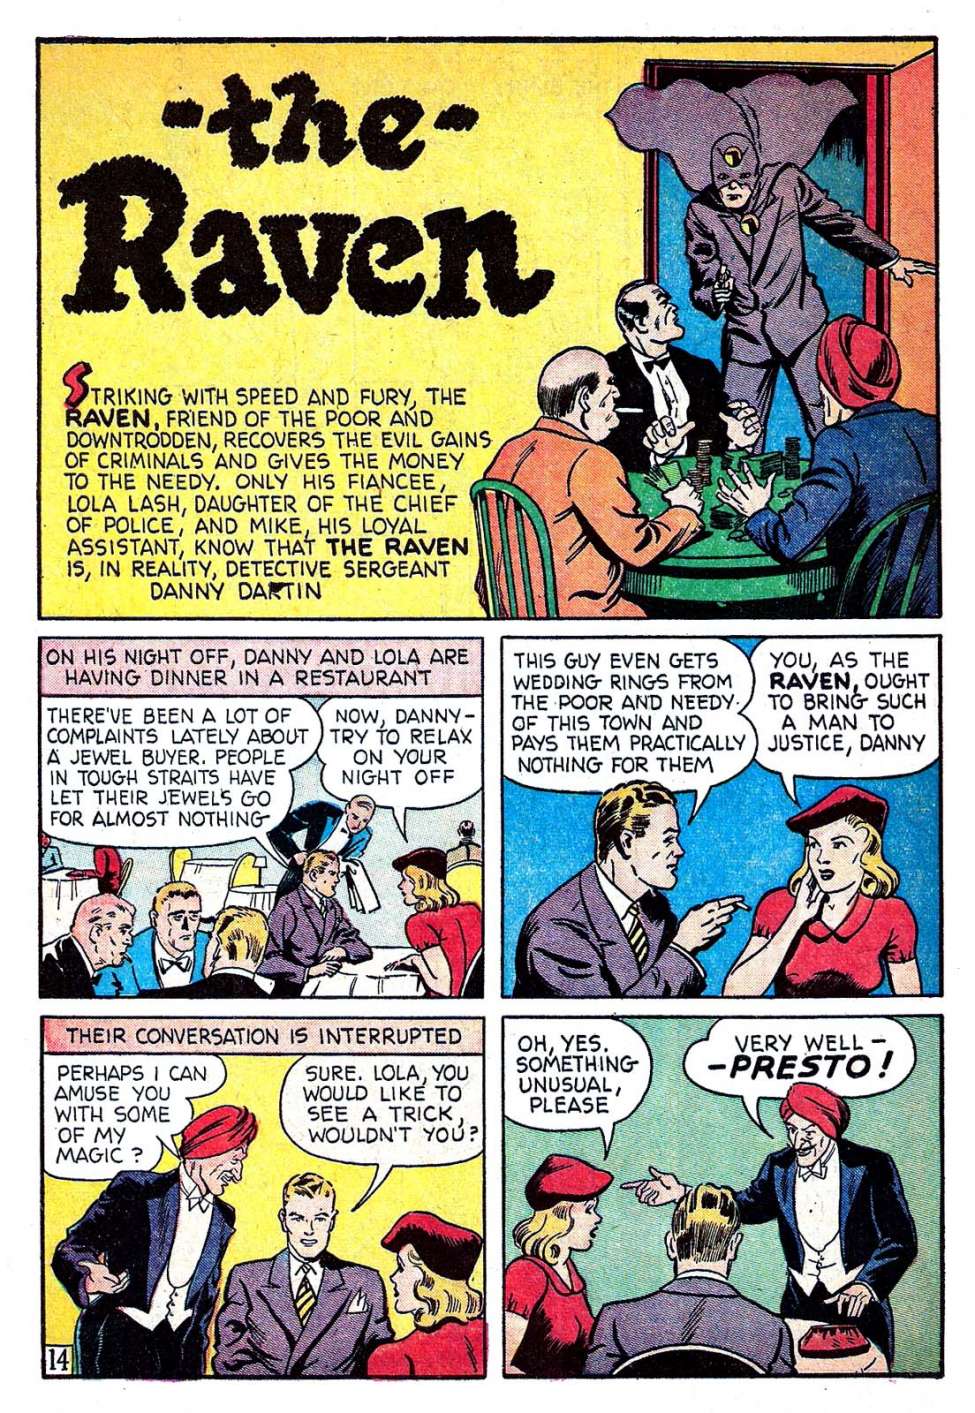 -the-
Raven
STRIKING WITH SPEED AND FURY, THE
RAVEN, FRIEND OF THE POOR AND
DOWNTRODDEN, RECOVERS THE EVIL GAINS
OF CRIMINALS AND GIVES THE MONEY
TO THE NEEDY. ONLY HIS FIANCEE,
LOLA LASH, DAUGHTER OF THE CHIEF
OF POLICE, AND MIKE, HIS LOYAL
ASSISTANT, KNOW THAT THE RAVEN
IS, IN REALITY, DETECTIVE SERGEANT
DANNY DARTIN
ON HIS NIGHT OFF, DANNY AND LOLA ARE
HAVING DINNER IN A RESTAURANT
THERE'VE BEEN A LOT OF
COMPLAINTS LATELY ABOUT
A JEWEL BUYER. PEOPLE
IN TOUGH STRAITS HAVE
LET THEIR JEWELS GO
FOR ALMOST NOTHING
NOW, DANNY-
TRY TO RELAX
ON YOUR
NIGHT OFF
THIS GUY EVEN GETS
WEDDING RINGS FROM
THE POOR AND NEEDY
OF THIS TOWN AND
PAYS THEM PRACTICALLY
NOTHING FOR THEM
YOU, AS THE
RAVEN, OUGHT
TO BRING SUCH
A MAN TO
JUSTICE, DANNY
THEIR CONVERSATION IS INTERRUPTED
PERHAPS I CAN
AMUSE YOU
WITH SOME
OF MY
MAGIC?
SURE. LOLA, YOU
WOULD LIKE TO
SEE A TRICK,
WOULDN'T YOU?
OH, YES.
SOMETHING
UNUSUAL,
PLEASE
VERY WELL-
-PRESTO!
14